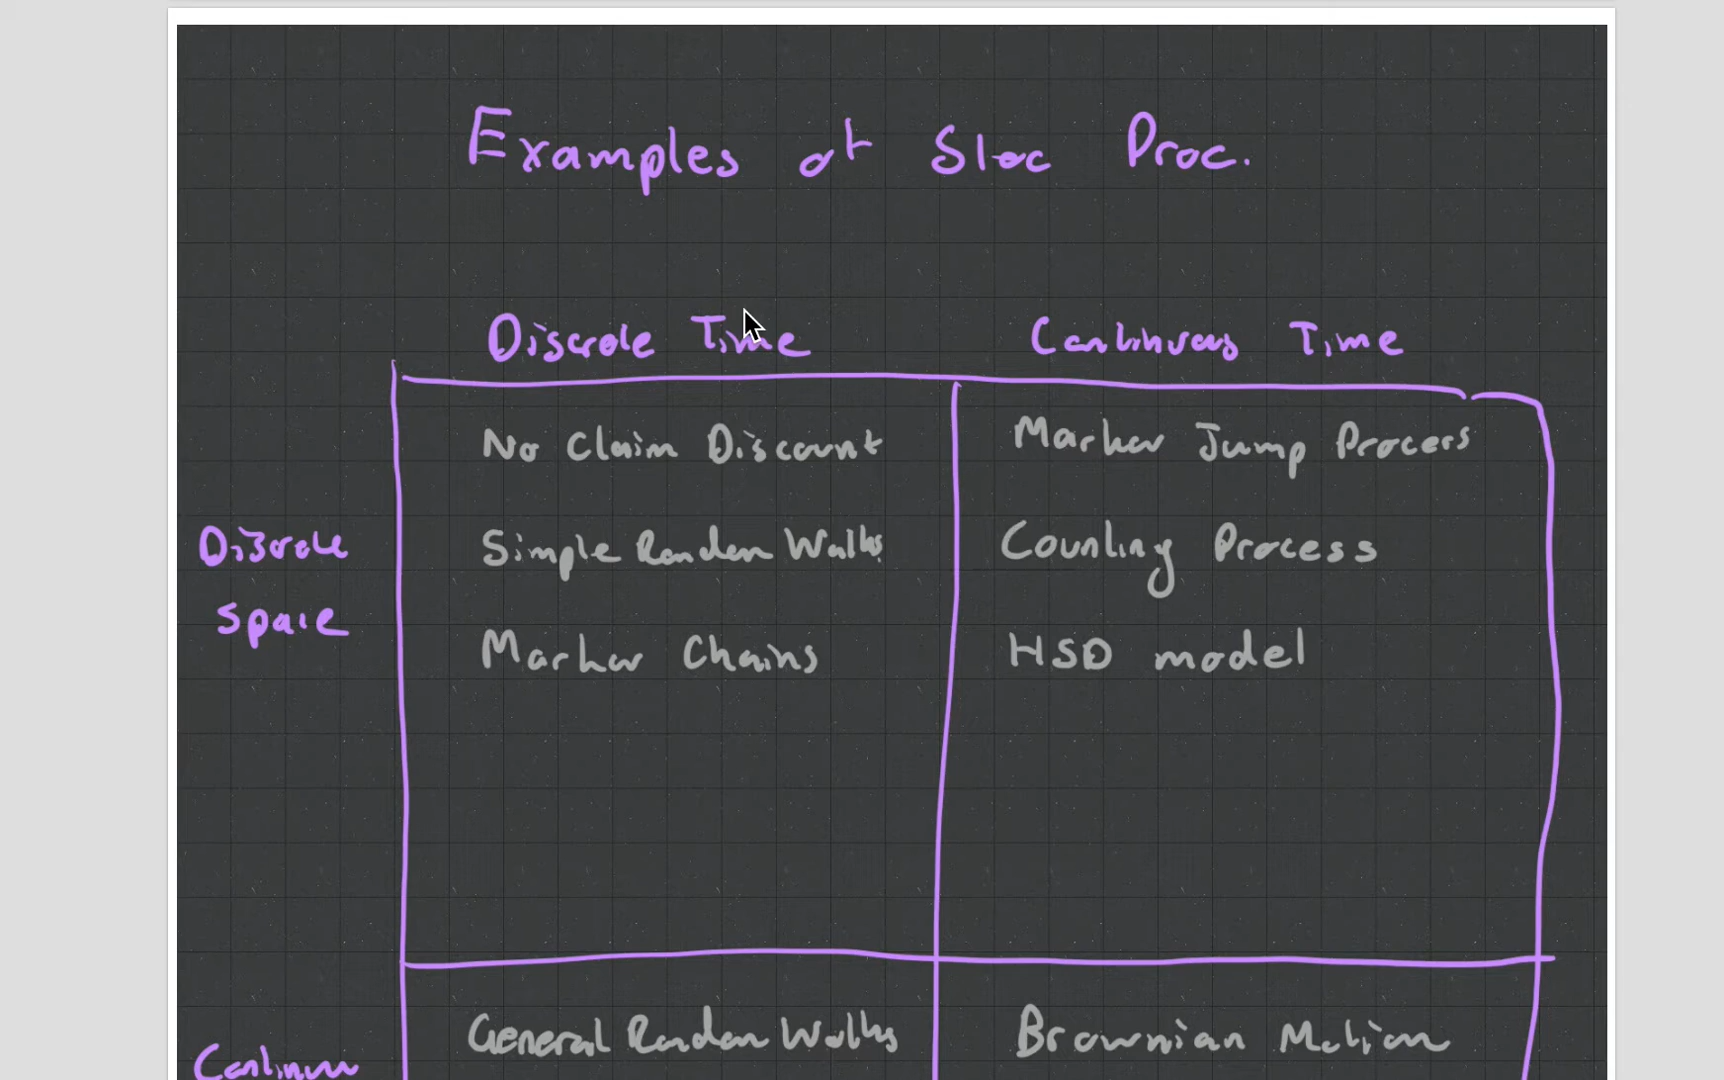 Examples of Stoc Proc.
Discrete Time Continuous Time
No Claim Discount Markov Jump Process
Discrete Simple Random Walks Counting Process
Space Markov Chains HSD model
General Random Walks Brownian Motion
Continuous